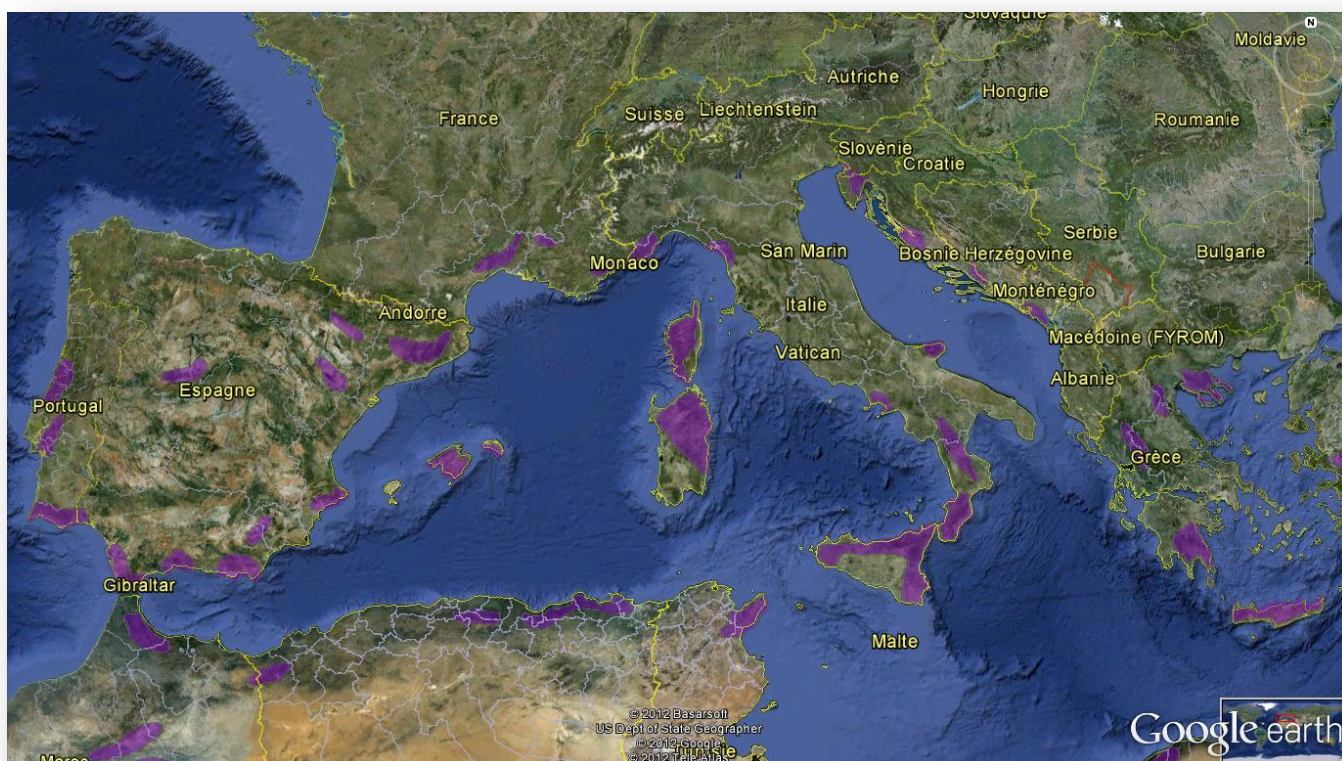 Slovaquie
N
Moldavie
Autriche
Hongrie
Suisse
Liechtenstein
France
Roumanie
Slovénie
Croatie
Serbie
San Marin
Bosnie Herzégovine
Bulgarie
Monaco
Monténégro
Italie
Andorre
Macédoine (FYROM)
Vatican
Albanie
Espagne
Portugal
Grèce
Gibraltar
Malte
© 2012 Basarsoft
US Dept of State Geographer
© 2012 Google
© 2012 Tele Atlas
Tunisie
Maroc
Google earth